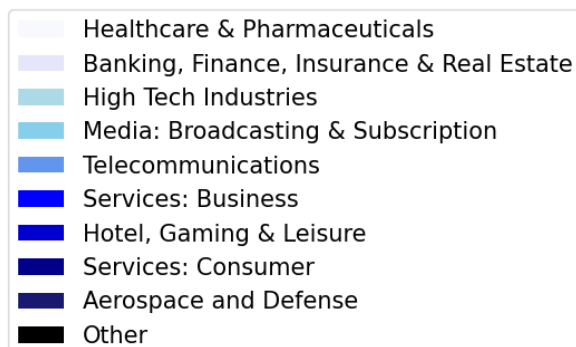 Healthcare & Pharmaceuticals
Banking, Finance, Insurance & Real Estate
High Tech Industries
Media: Broadcasting & Subscription
Telecommunications
Services: Business
Hotel, Gaming & Leisure
Services: Consumer
Aerospace and Defense
Other